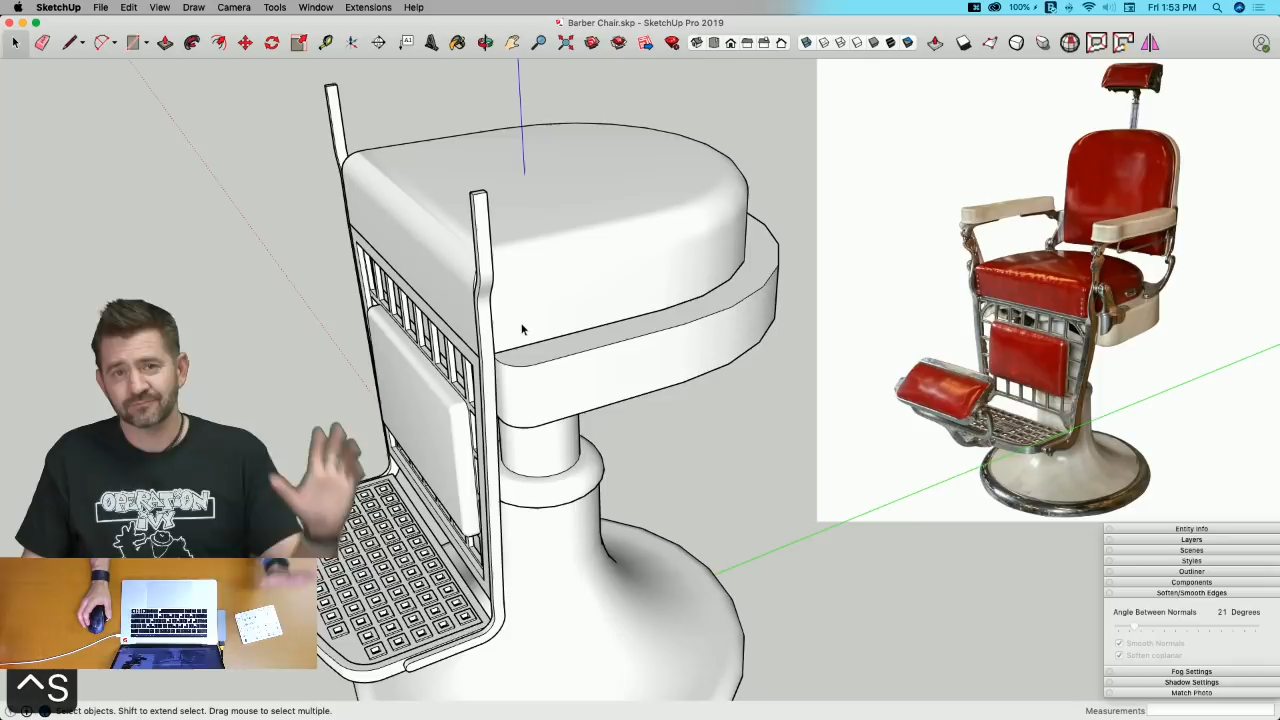 SketchUp File Edit View Draw Camera Tools Window Extensions Help
100% Fri 1:53 PM
Barber Chair.skp - SketchUp Pro 2019
OPERATION
IVY
Entity Info
Layers
Scenes
Styles
Outliner
Components
Soften/Smooth Edges
Angle Between Normals 21 Degrees
Smooth Normals
Soften coplanar
Fog Settings
Shadow Settings
Match Photo
^S
Select objects. Shift to extend select. Drag mouse to select multiple.
Measurements